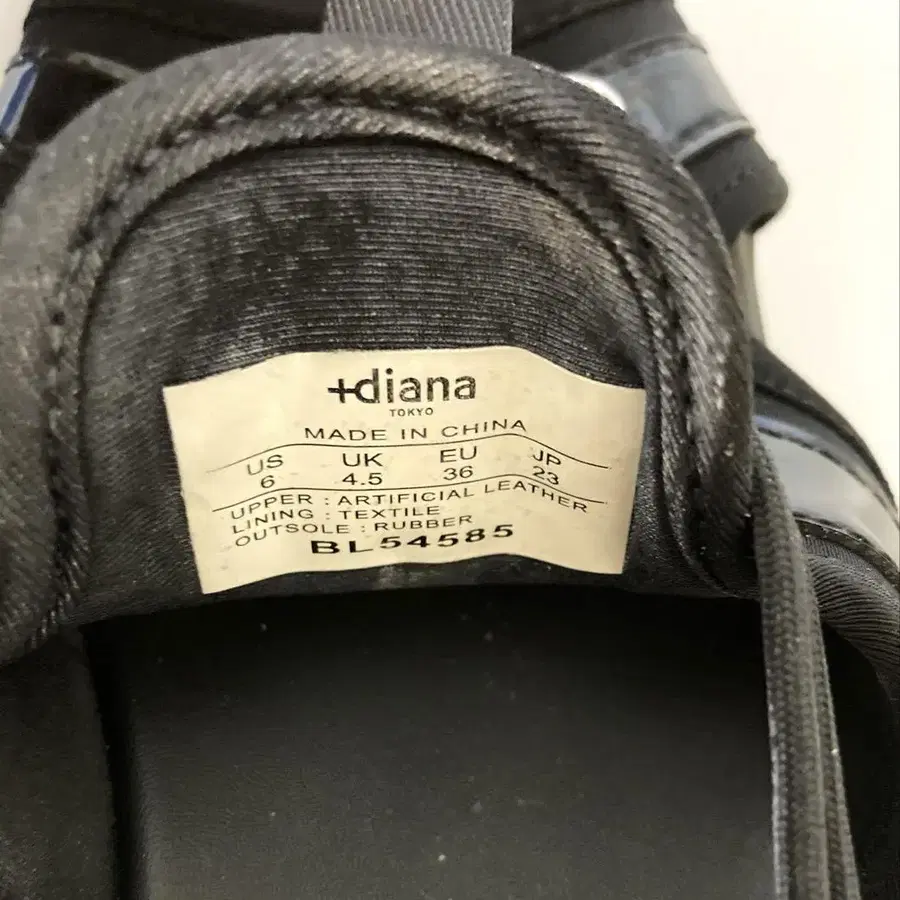 +diana
TOKYO
MADE IN CHINA
US UK EU JP
6 4.5 36 23
UPPER : ARTIFICIAL LEATHER
LINING : TEXTILE
OUTSOLE : RUBBER
BL54585